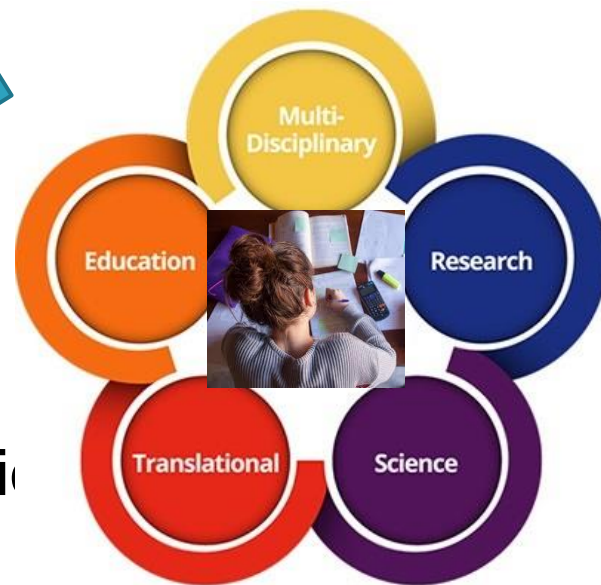 Multi-
Disciplinary
Education
Research
Translational
Science